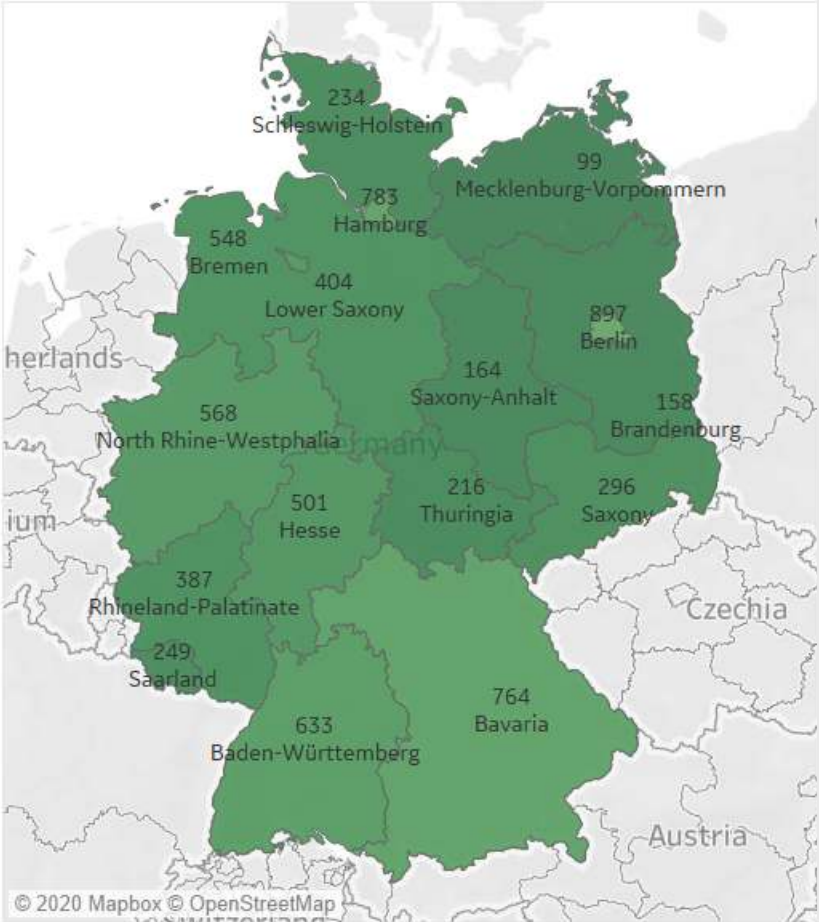 234
Schleswig-Holstein
99
Mecklenburg-Vorpommern
783
Hamburg
548
Bremen
404
Lower Saxony
897
Berlin
herlands
164
Saxony-Anhalt
158
Brandenburg
568
North Rhine-Westphalia
Germany
501
Hesse
216
Thuringia
296
Saxony
ium
387
Rhineland-Palatinate
Czechia
249
Saarland
633
Baden-Württemberg
764
Bavaria
Austria
© 2020 Mapbox © OpenStreetMap
Switzerland